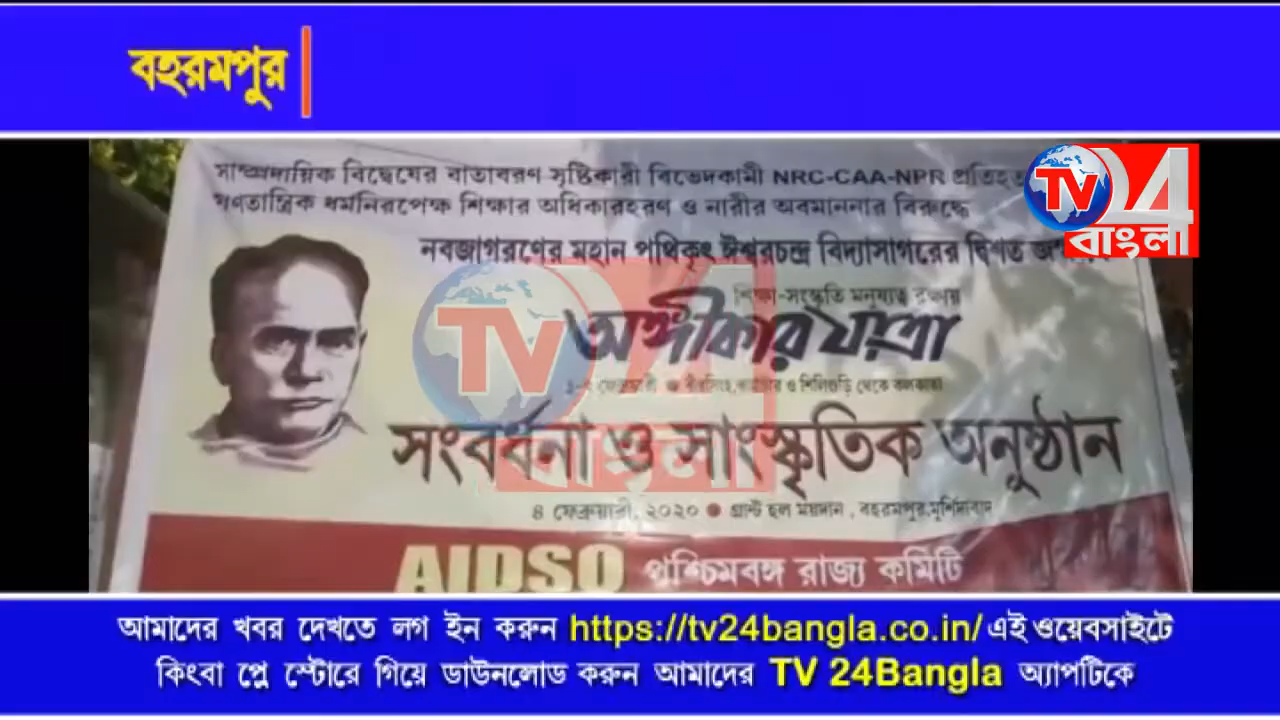 বহরমপুর
সাম্প্রদায়িক বিদ্বেষের বাতাবরণ সৃষ্টিকারী বিভেদকামী NRC-CAA-NPR
গণতান্ত্রিক ধর্মনিরপেক্ষ শিক্ষার অধিকারহরণ ও নারীর অবমাননার বিরুদ্ধে
নবজাগরণের মহান পথিকৃৎ ঈশ্বরচন্দ্র বিদ্যাসাগরের দ্বিশত
শিক্ষা-সংস্কৃতি মনুষ্যত্ব রক্ষায়
অঙ্গীকার যাত্রা
ফেব্রুয়ারী ও শিলিগুড়ি থেকে কলকাতা
সংবর্ধনা ও সাংস্কৃতিক অনুষ্ঠান
৪ ফেব্রুয়ারী, ২০২০ • গ্রান্ট হল ময়দান, বহরমপুর, মুর্শিদাবাদ
AIDSO পশ্চিমবঙ্গ রাজ্য কমিটি
TV 24
বাংলা
TV 24
বাংলা
আমাদের খবর দেখতে লগ ইন করুন https://tv24bangla.co.in/ এই ওয়েবসাইটে
কিংবা প্লে স্টোরে গিয়ে ডাউনলোড করুন আমাদের TV 24Bangla অ্যাপটিকে